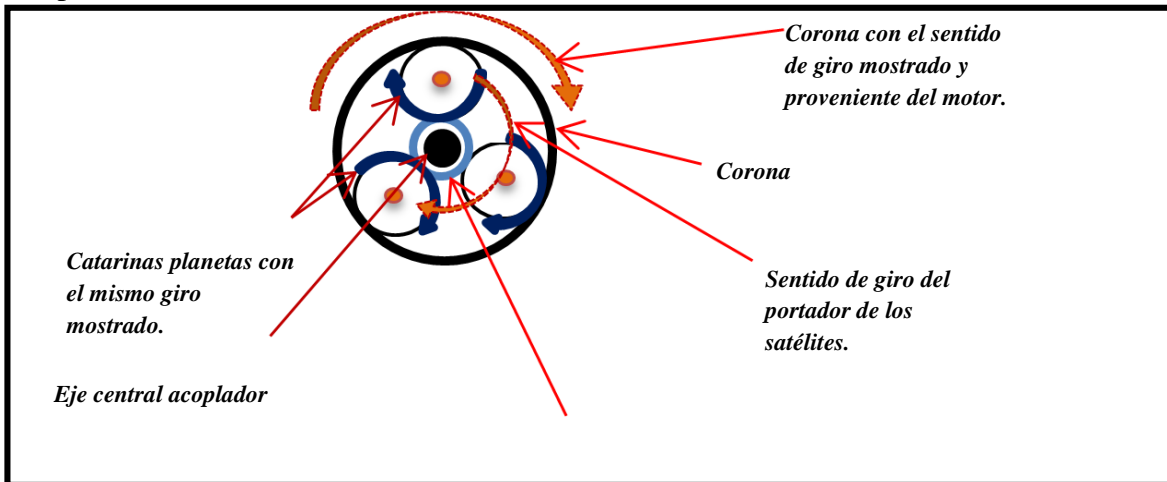 Corona con el sentido
de giro mostrado y
proveniente del motor.
Corona
Catarinas planetas con
el mismo giro
mostrado.
Sentido de giro del
portador de los
satélites.
Eje central acoplador